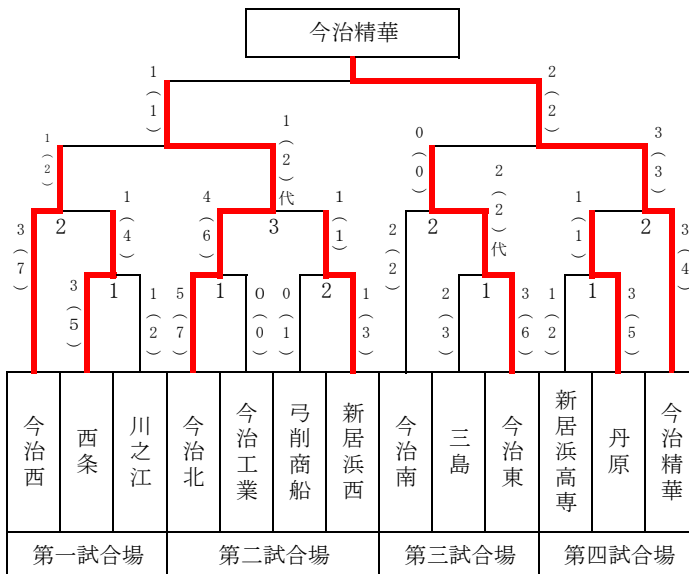 今治精華
1(1)
2(2)
1(2)
1(2)代
0(0)
3(3)
3(7)
2
1(4)
4(6)
3
1(1)
2(2)
2
2(2)代
1(1)
2
3(4)
3(5)
1
1(2)
5(7)
1
0(0)
0(1)
2
1(3)
2(3)
1
3(6)
1(2)
1
3(5)
今治西
西条
川之江
今治北
今治工業
弓削商船
新居浜西
今治南
三島
今治東
新居浜高専
丹原
今治精華
第一試合場
第二試合場
第三試合場
第四試合場